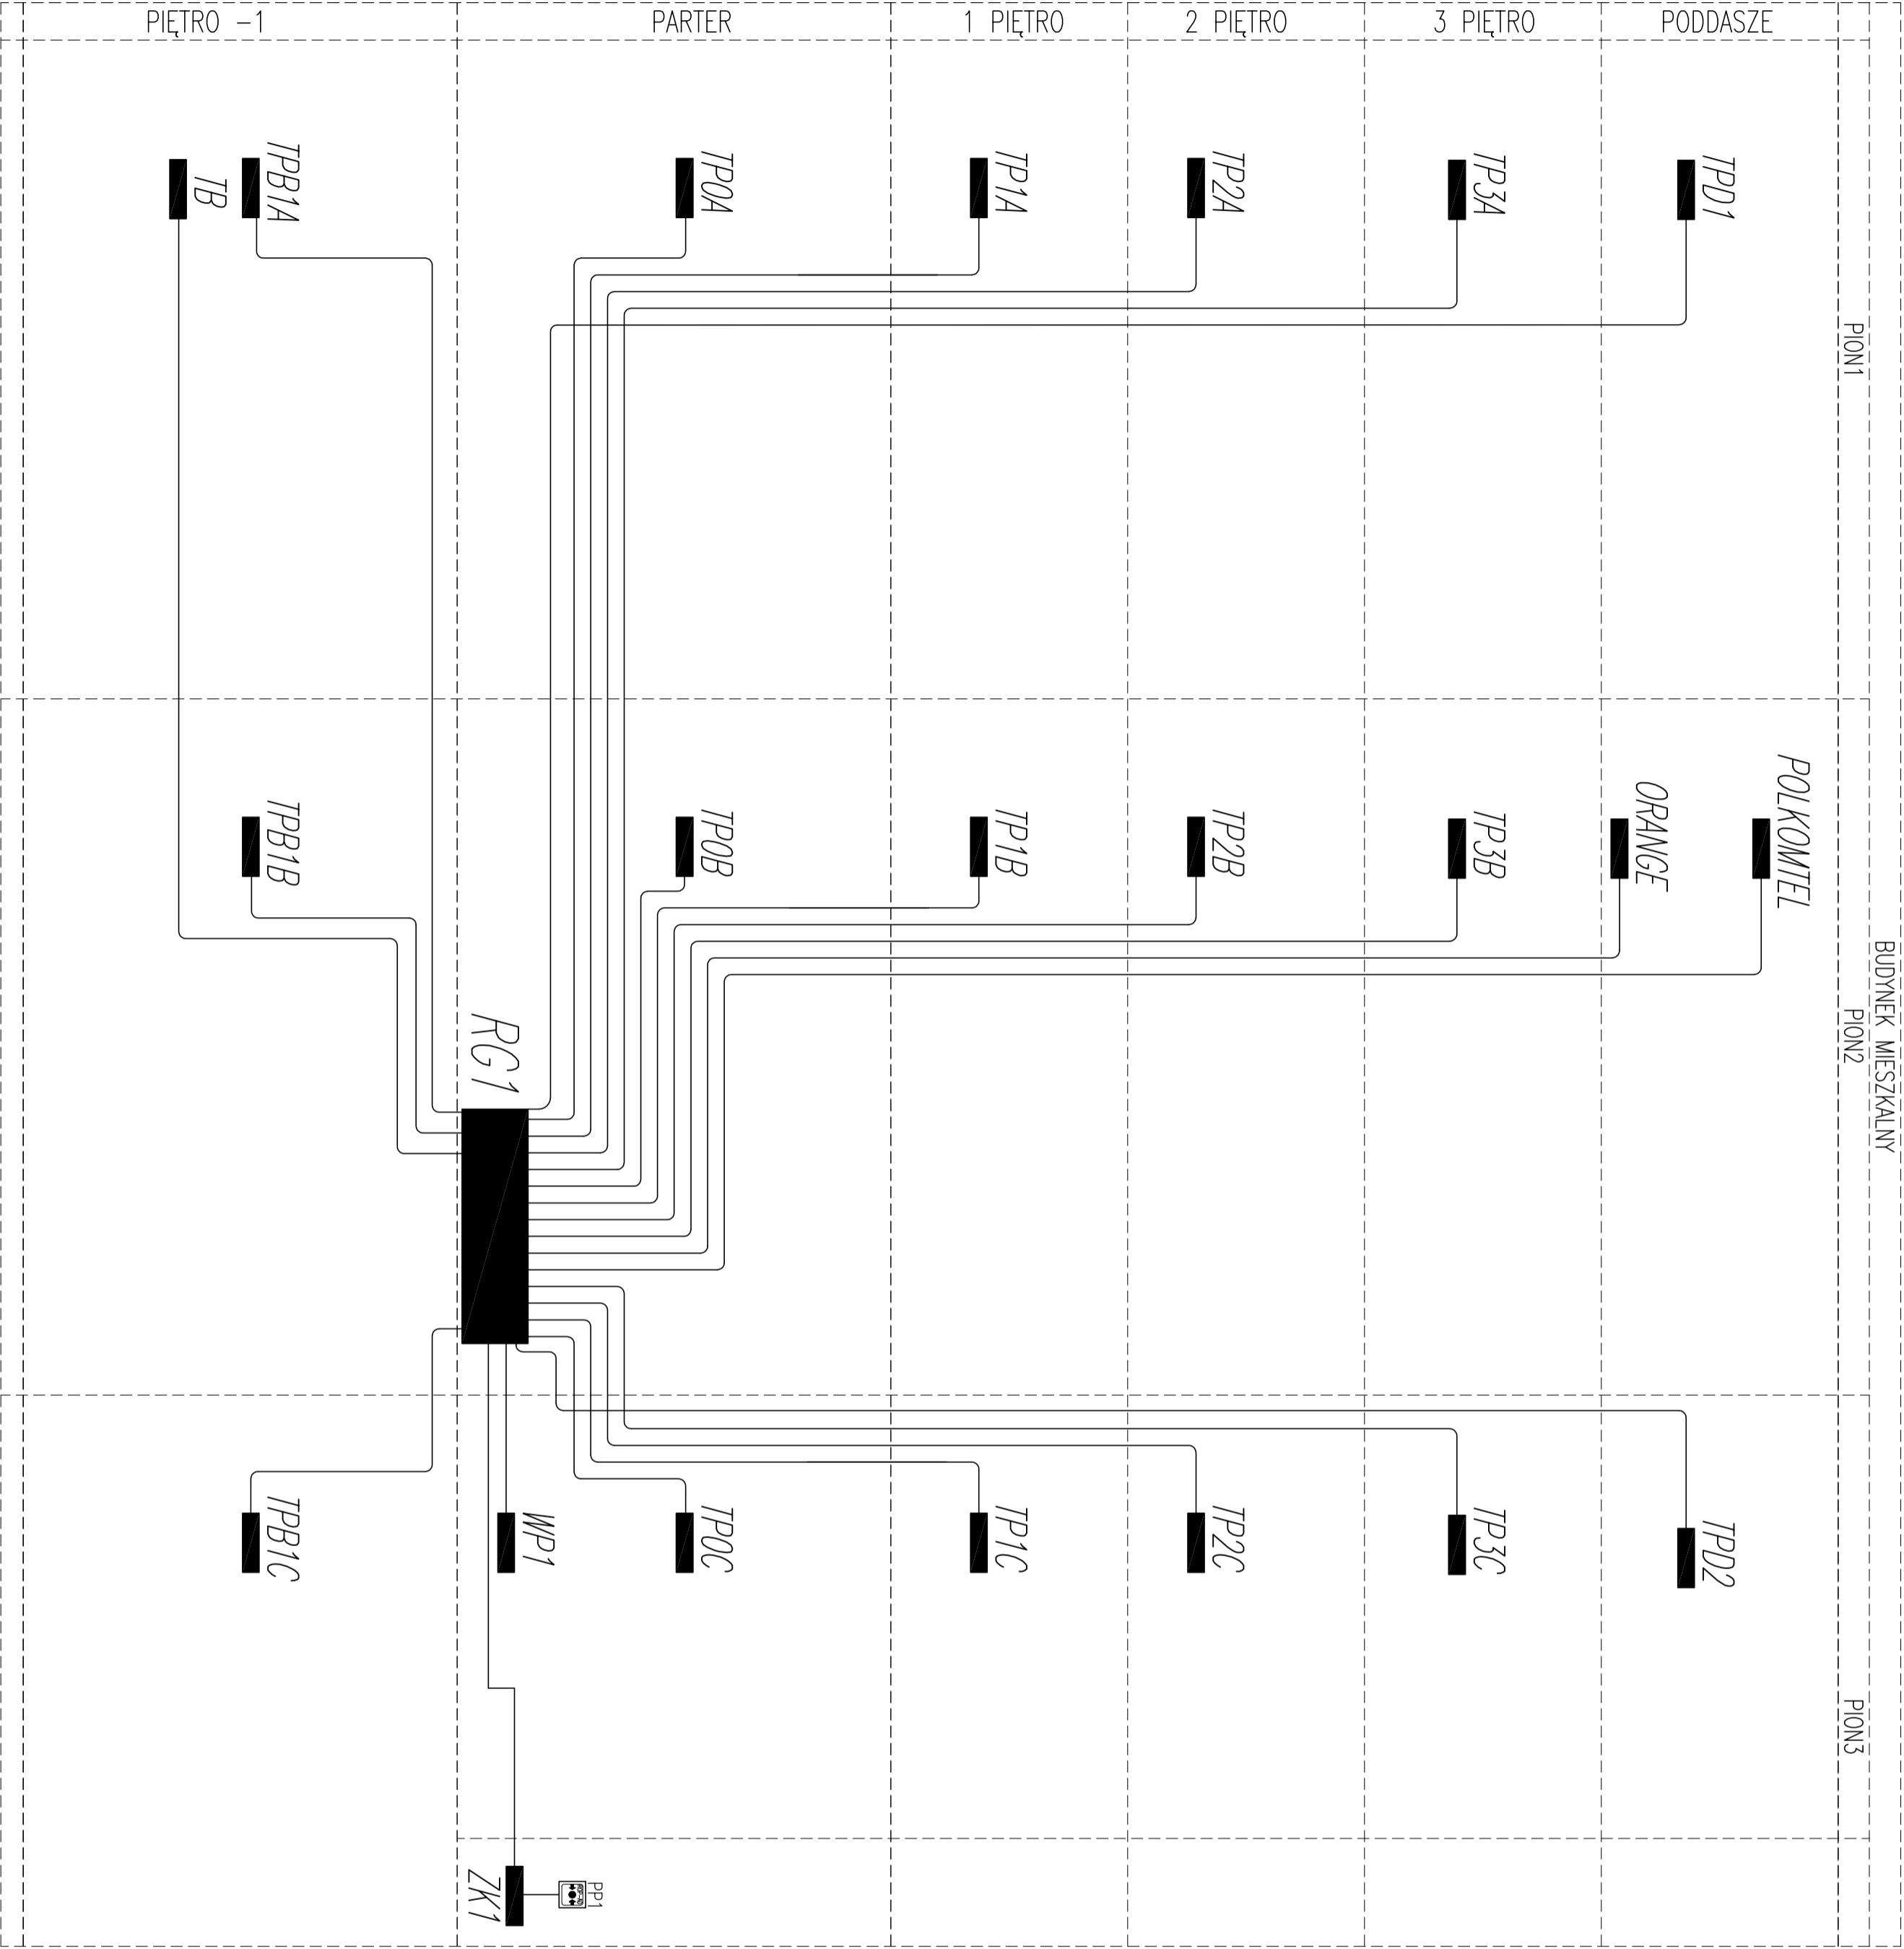 PIĘTRO -1
PARTER
1 PIĘTRO
2 PIĘTRO
3 PIĘTRO
PODDASZE
BUDYNEK MIESZKALNY
PION1
PION2
PION3
TB
TPB1A
TP0A
TP1A
TP2A
TP3A
TPD1
TPB1B
TP0B
TP1B
TP2B
TP3B
ORANGE
POLKOMTEL
RG1
TPB1C
WP1
TP0C
TP1C
TP2C
TP3C
TPD2
ZK1
PP1